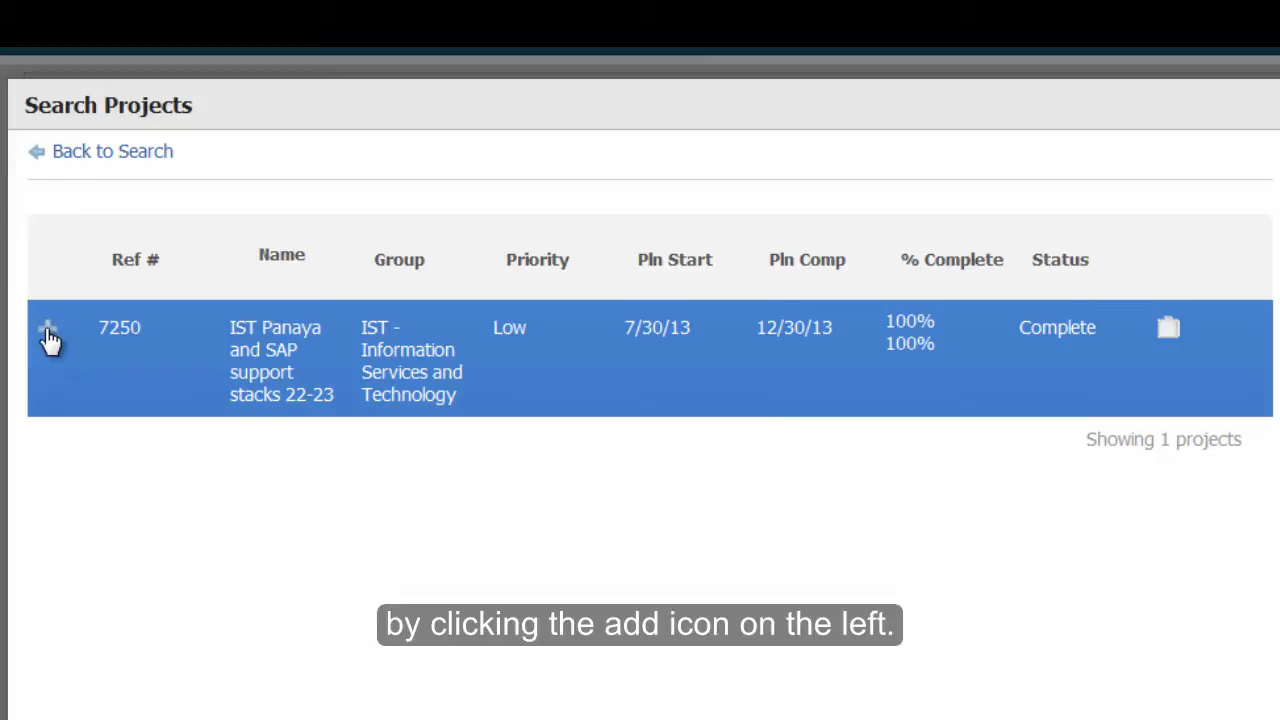 Search Projects
Back to Search
Ref # Name Group Priority Pln Start Pln Comp % Complete Status
7250 IST Panaya IST - Low 7/30/13 12/30/13 100% Complete
and SAP Information 100%
support Services and
stacks 22-23 Technology
Showing 1 projects
by clicking the add icon on the left.